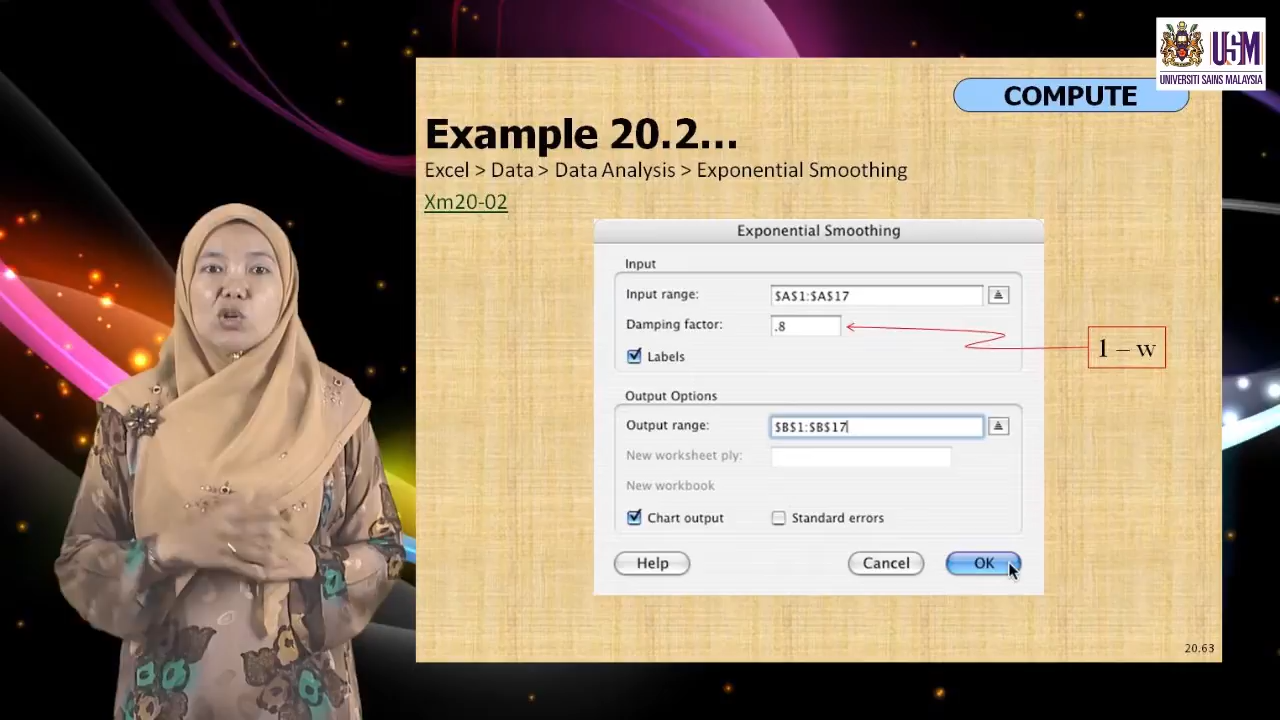 USM
UNIVERSITI SAINS MALAYSIA
COMPUTE
Example 20.2...
Excel > Data > Data Analysis > Exponential Smoothing
Xm20-02
Exponential Smoothing
Input
Input range: $A$1:$A$17
Damping factor: .8
1 – w
Labels
Output Options
Output range: $B$1:$B$17
New worksheet ply:
New workbook
Chart output Standard errors
Help Cancel OK
20.63